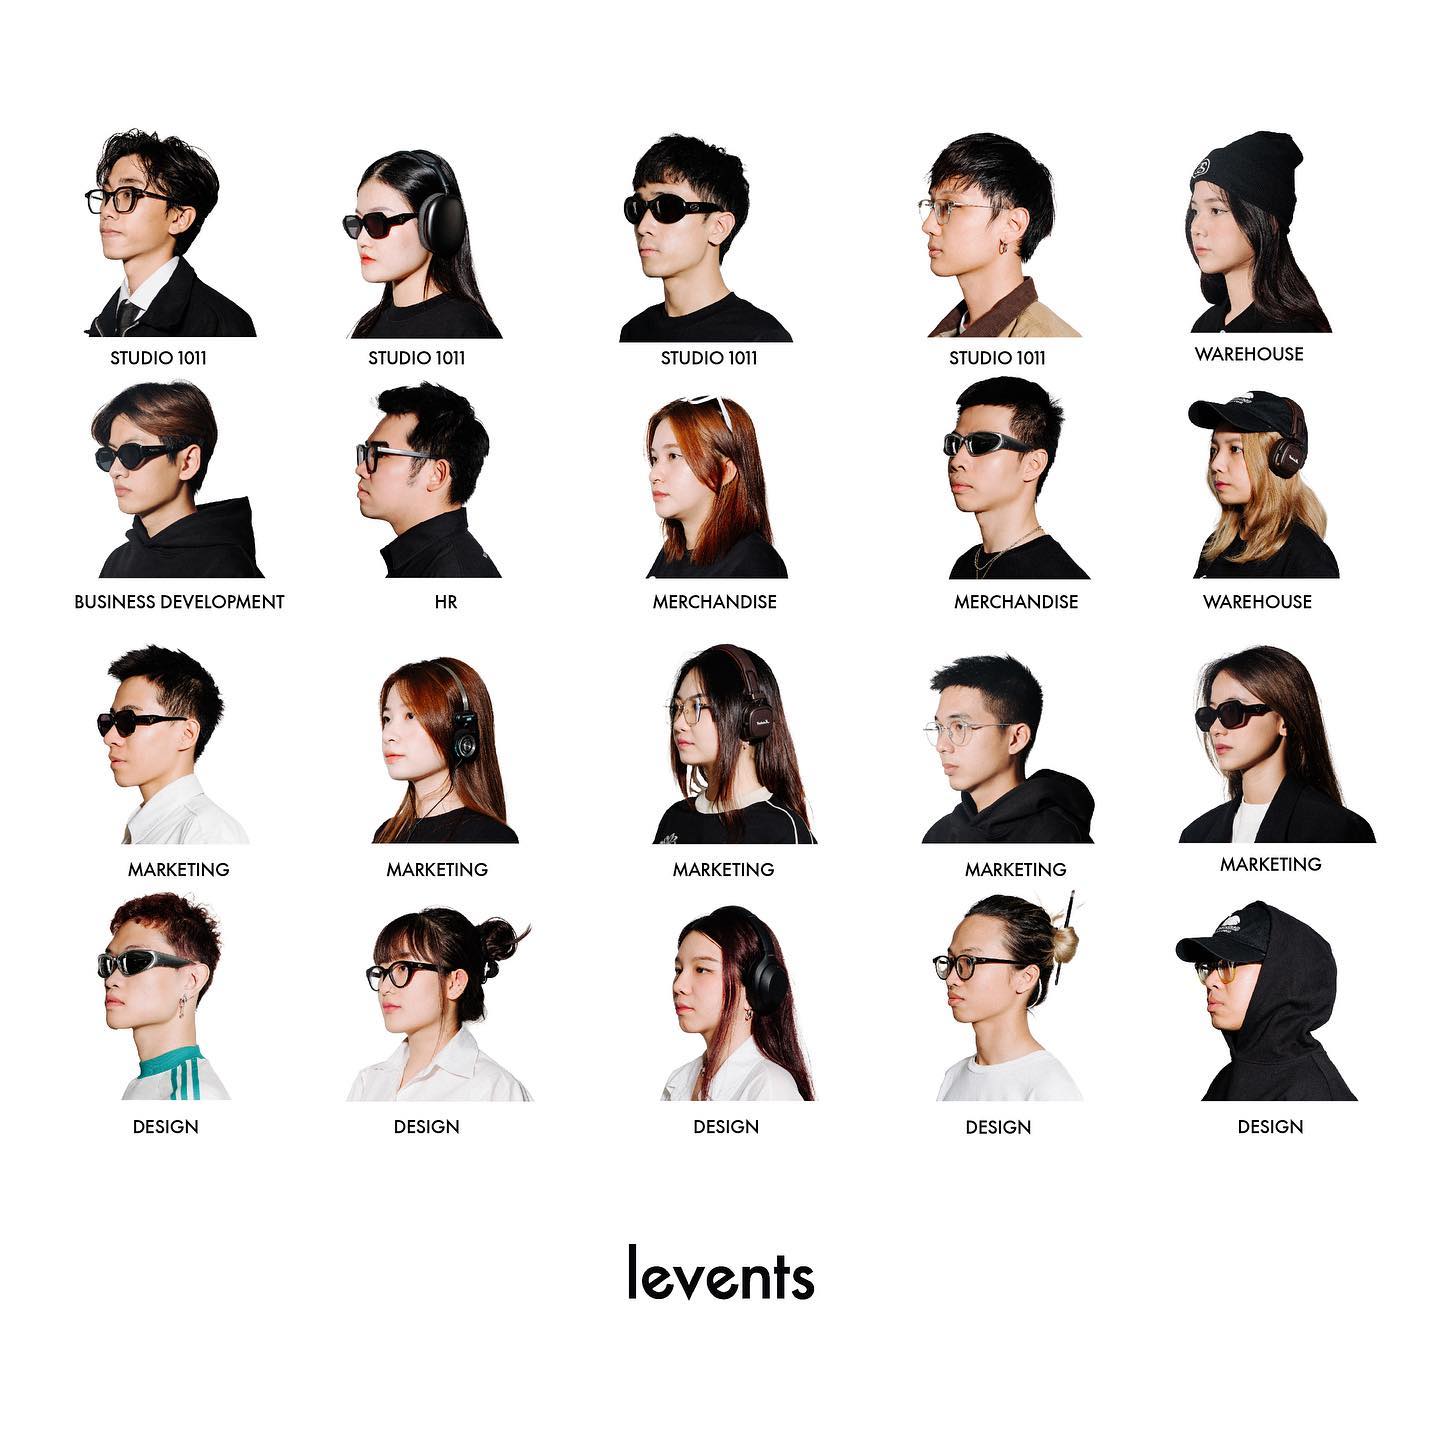 STUDIO 1011
STUDIO 1011
STUDIO 1011
STUDIO 1011
WAREHOUSE
BUSINESS DEVELOPMENT
HR
MERCHANDISE
MERCHANDISE
WAREHOUSE
MARKETING
MARKETING
MARKETING
MARKETING
MARKETING
DESIGN
DESIGN
DESIGN
DESIGN
DESIGN
levents